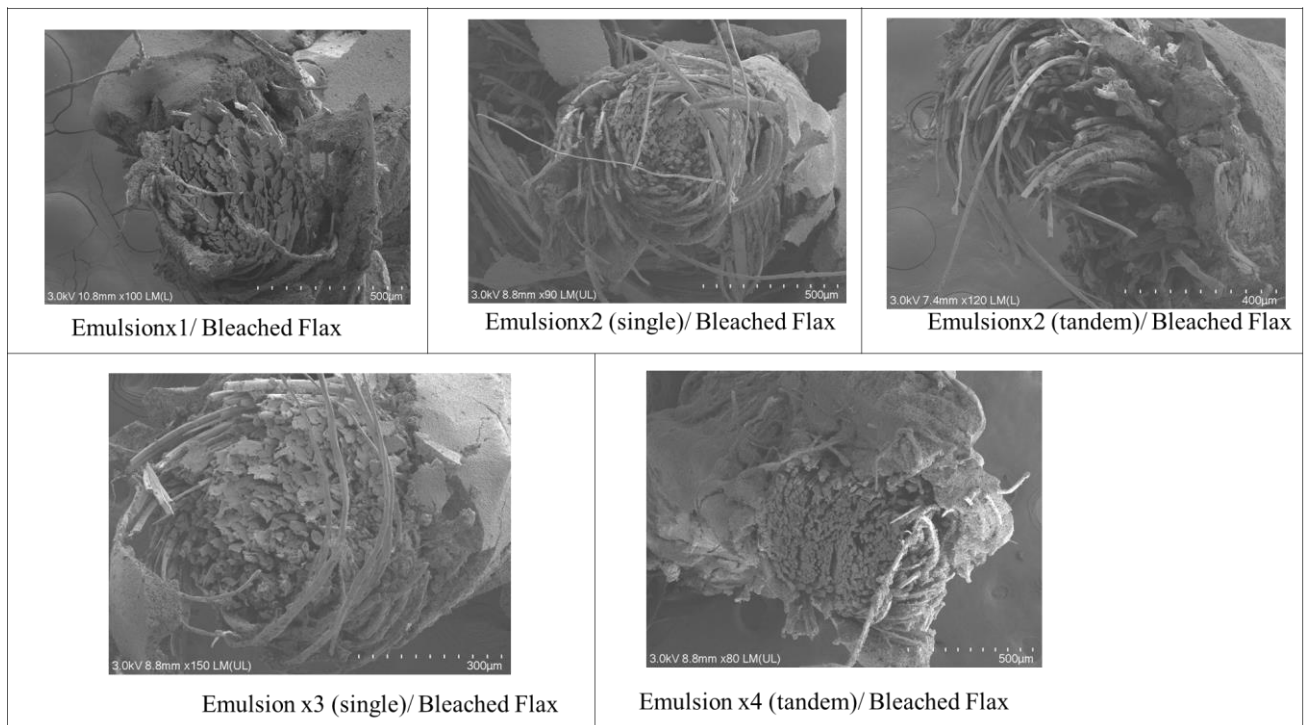 3.0kV 10.8mm x100 LM(L)
500µm
Emulsionx1/ Bleached Flax
3.0kV 8.8mm x90 LM(UL)
500µm
Emulsionx2 (single)/ Bleached Flax
3.0kV 7.4mm x120 LM(L)
400µm
Emulsionx2 (tandem)/ Bleached Flax
3.0kV 8.8mm x150 LM(UL)
300µm
Emulsion x3 (single)/ Bleached Flax
3.0kV 8.8mm x80 LM(UL)
500µm
Emulsion x4 (tandem)/ Bleached Flax